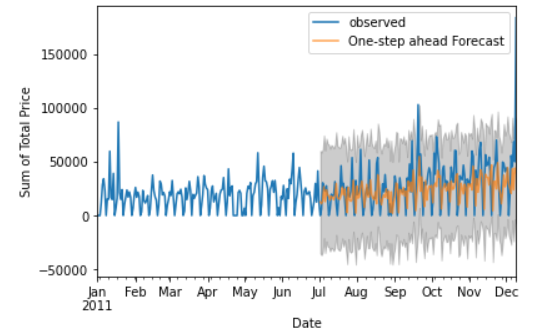 observed
One-step ahead Forecast
Sum of Total Price
150000
100000
50000
0
−50000
Jan Feb Mar Apr May Jun Jul Aug Sep Oct Nov Dec
2011
Date